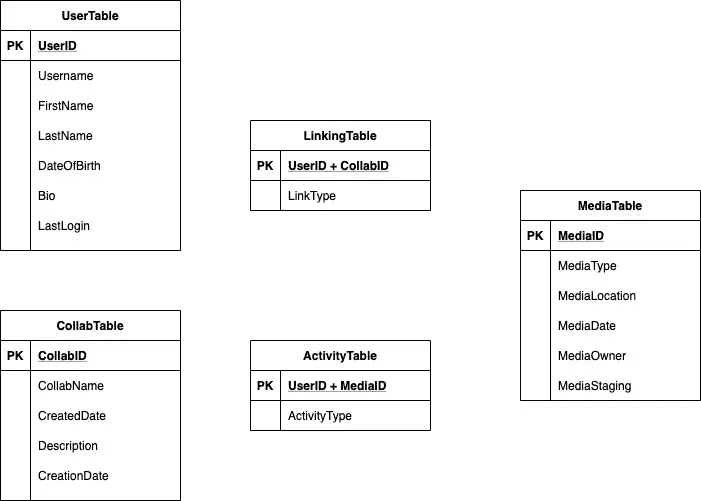 UserTable
PK UserID
Username
FirstName
LastName
DateOfBirth
Bio
LastLogin
LinkingTable
PK UserID + CollabID
LinkType
MediaTable
PK MediaID
MediaType
MediaLocation
MediaDate
MediaOwner
MediaStaging
CollabTable
PK CollabID
CollabName
CreatedDate
Description
CreationDate
ActivityTable
PK UserID + MediaID
ActivityType